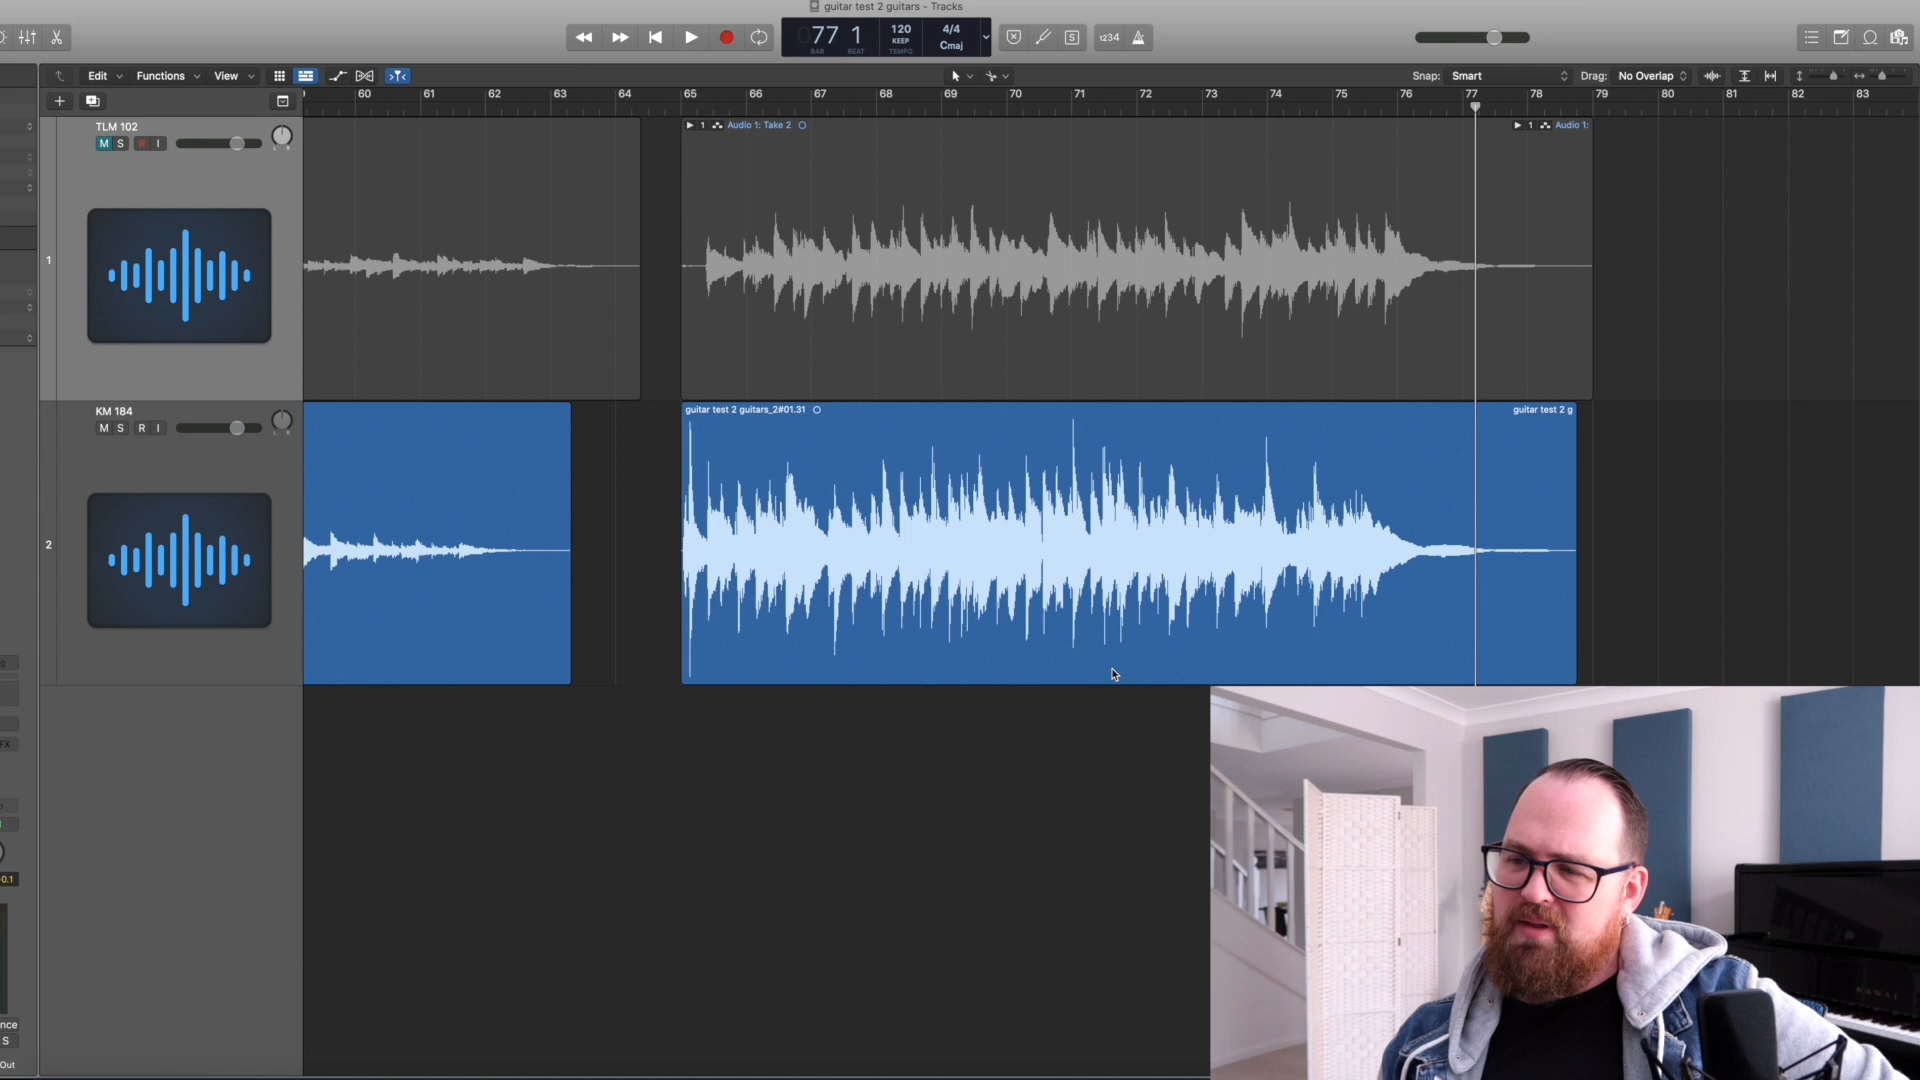 guitar test 2 guitars - Tracks
77 1
BAR BEAT
120
KEEP
TEMPO
4/4
Cmaj
S
1234
Edit Functions View
Snap: Smart
Drag: No Overlap
60 61 62 63 64 65 66 67 68 69 70 71 72 73 74 75 76 77 78 79 80 81 82 83
TLM 102
M S R I
L R
1 Audio 1: Take 2
1 Audio 1:
1
KM 184
M S R I
guitar test 2 guitars_2#01.31
guitar test 2 g
2
FX
0.1
nce
S
Out
KAWAI